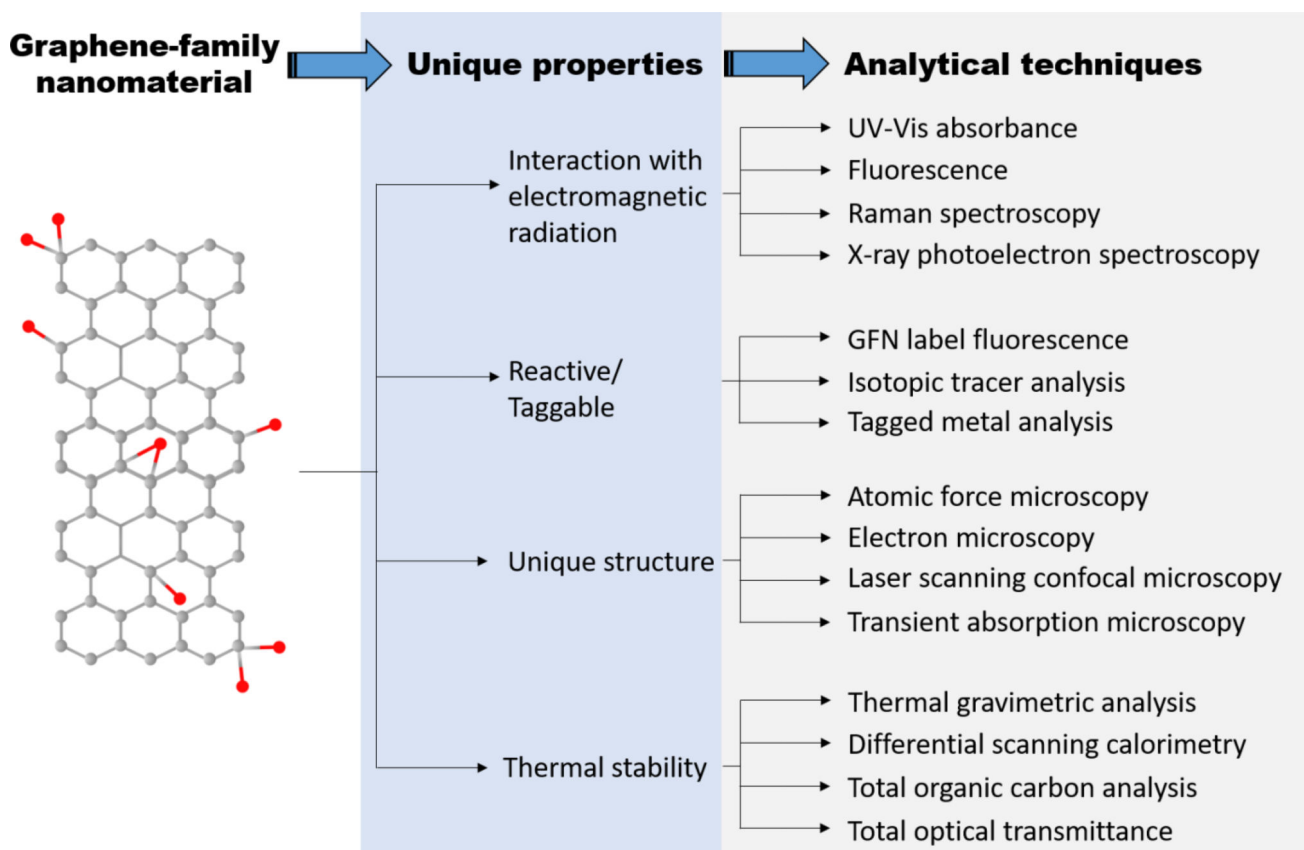 Graphene-family
nanomaterial
Unique properties
Analytical techniques
Interaction with
electromagnetic
radiation
UV-Vis absorbance
Fluorescence
Raman spectroscopy
X-ray photoelectron spectroscopy
Reactive/
Taggable
GFN label fluorescence
Isotopic tracer analysis
Tagged metal analysis
Unique structure
Atomic force microscopy
Electron microscopy
Laser scanning confocal microscopy
Transient absorption microscopy
Thermal stability
Thermal gravimetric analysis
Differential scanning calorimetry
Total organic carbon analysis
Total optical transmittance